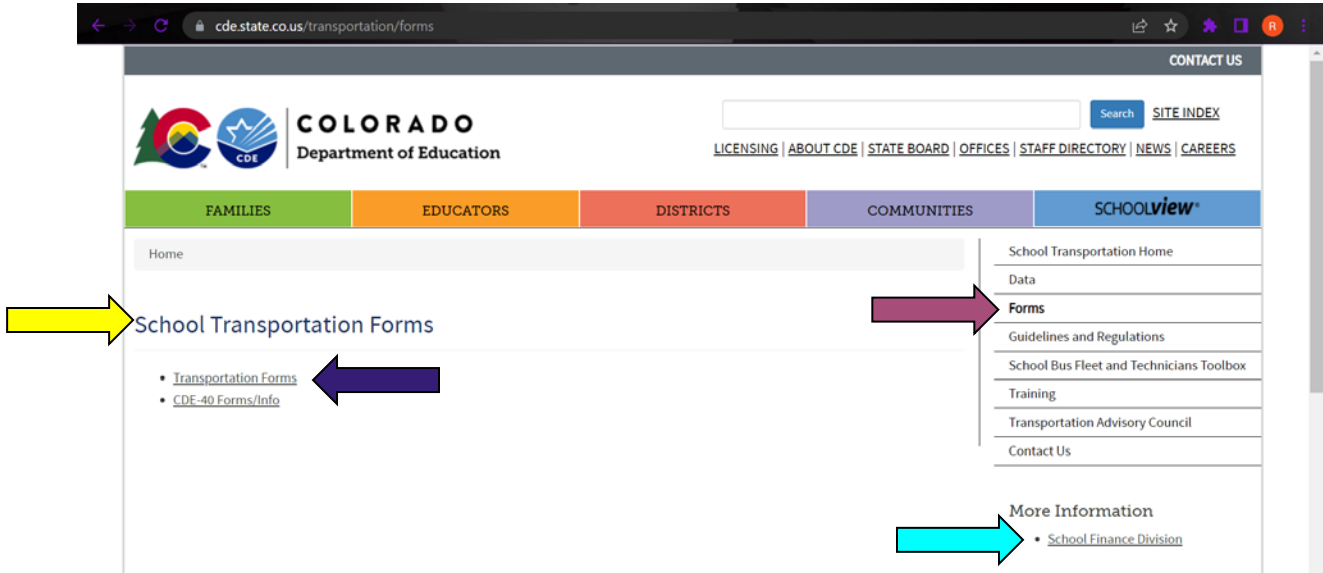 cde.state.co.us/transportation/forms
R
CONTACT US
COLORADO
Department of Education
CDE
Search
SITE INDEX
LICENSING | ABOUT CDE | STATE BOARD | OFFICES | STAFF DIRECTORY | NEWS | CAREERS
FAMILIES
EDUCATORS
DISTRICTS
COMMUNITIES
SCHOOLVIEW
Home
School Transportation Forms
• Transportation Forms
• CDE-40 Forms/Info
School Transportation Home
Data
Forms
Guidelines and Regulations
School Bus Fleet and Technicians Toolbox
Training
Transportation Advisory Council
Contact Us
More Information
• School Finance Division